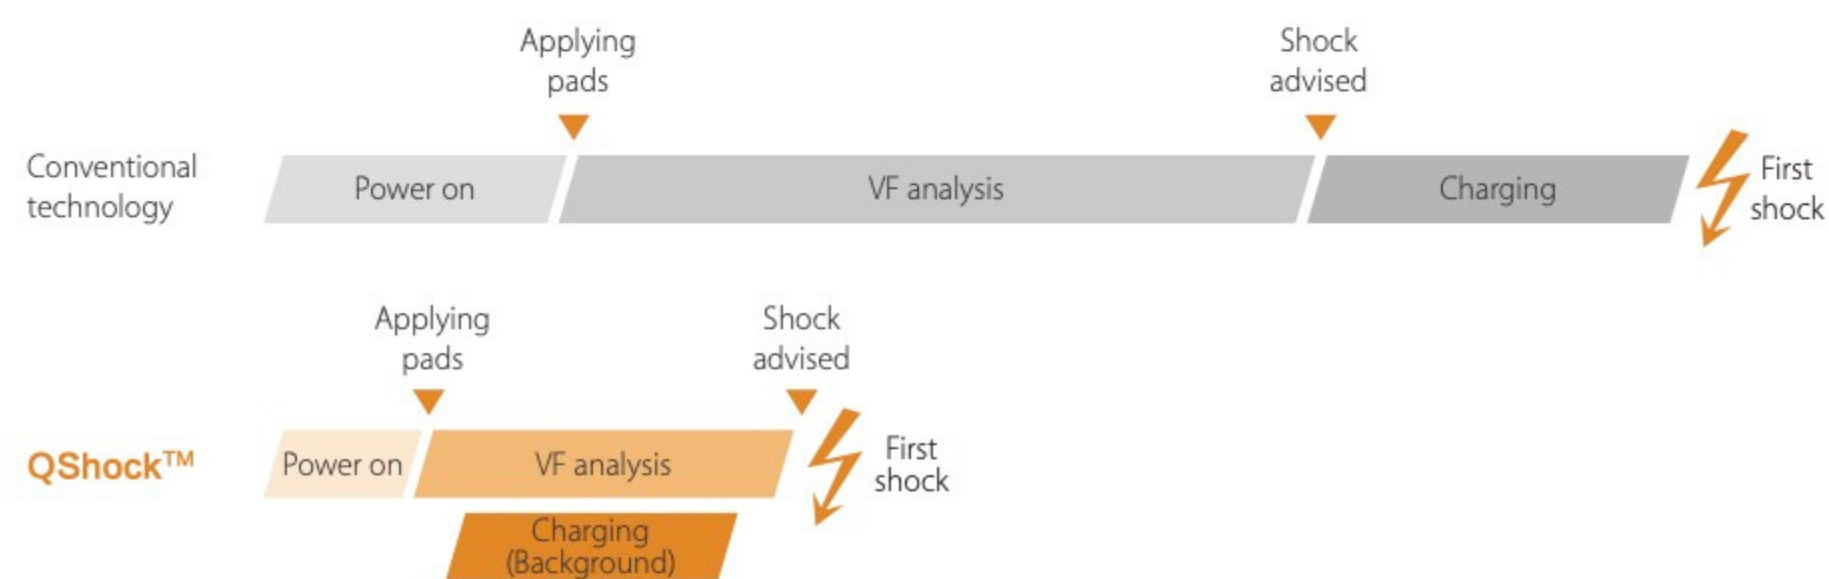 Applying
pads
Shock
advised
Conventional
technology
Power on
VF analysis
Charging
First
shock
Applying
pads
Shock
advised
QShock™
Power on
VF analysis
First
shock
Charging
(Background)